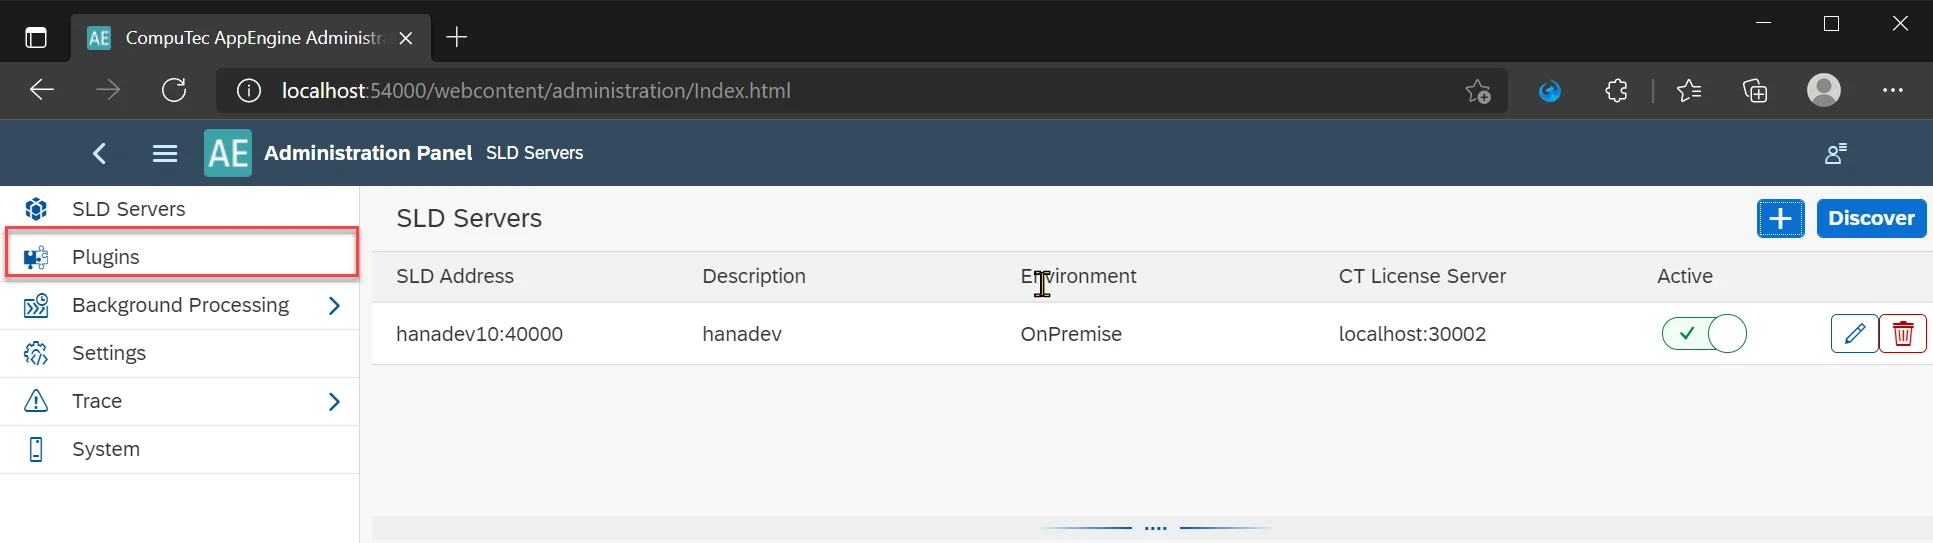 AE CompuTec AppEngine Administr
localhost:54000/webcontent/administration/Index.html
AE Administration Panel SLD Servers
SLD Servers
Plugins
Background Processing
Settings
Trace
System
SLD Servers
Discover
SLD Address Description Environment CT License Server Active
hanadev10:40000 hanadev OnPremise localhost:30002